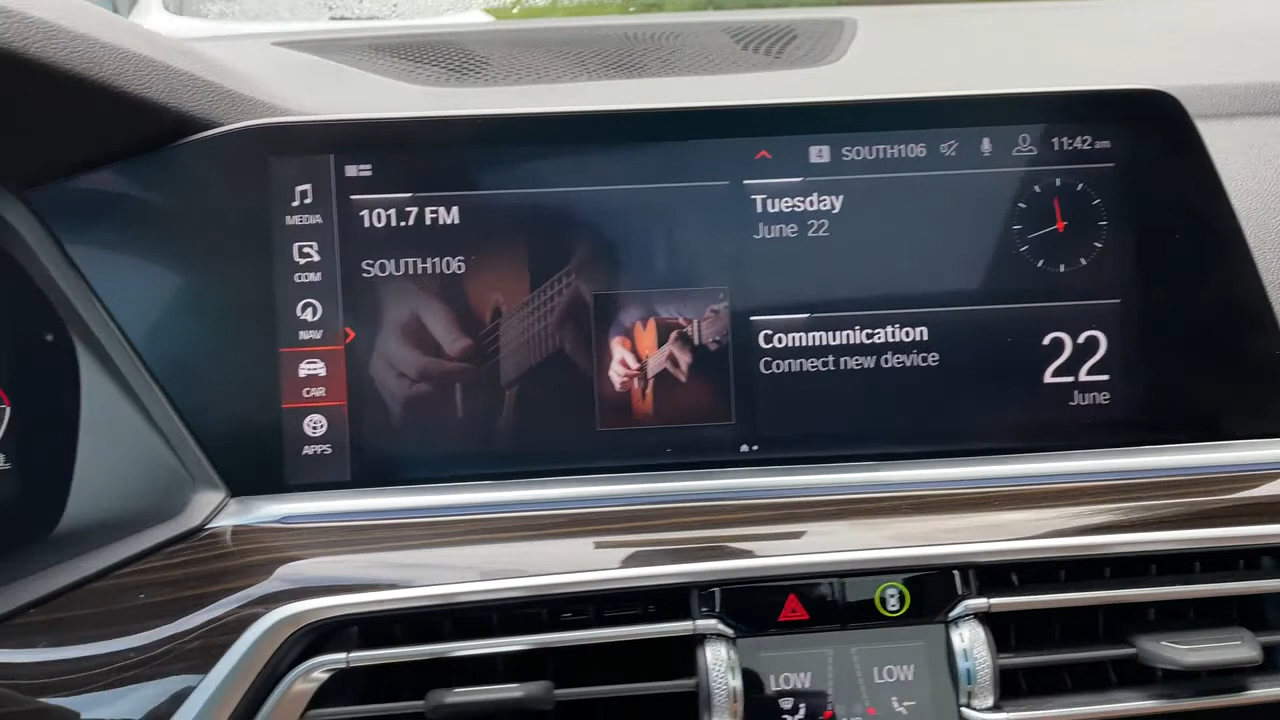 4 SOUTH106 11:42 am
MEDIA
COM
NAV
CAR
APPS
101.7 FM
SOUTH106
Tuesday
June 22
Communication
Connect new device
22
June
LOW
LOW